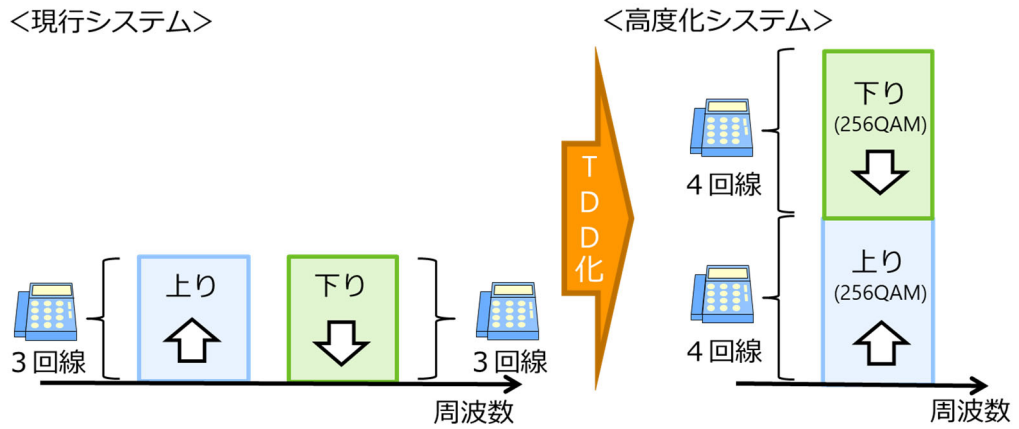 ＜現行システム＞
上り
下り
３回線
３回線
周波数
TDD化
＜高度化システム＞
下り
(256QAM)
４回線
上り
(256QAM)
４回線
周波数